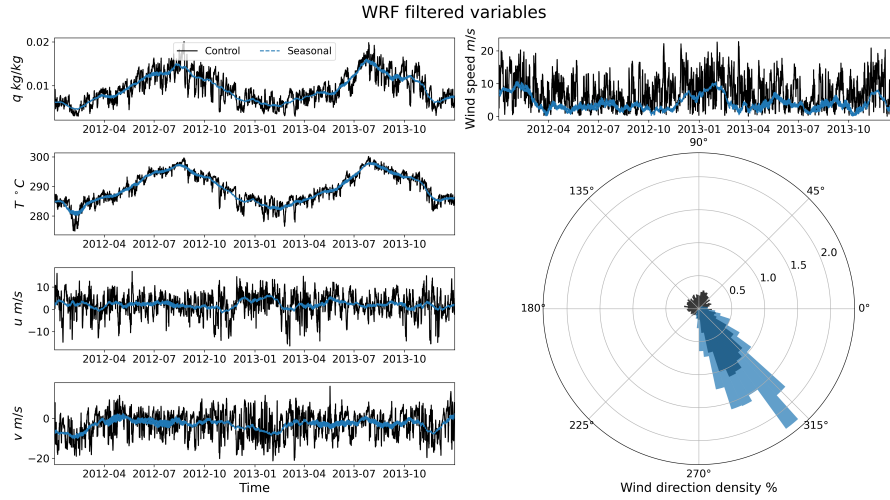 WRF filtered variables
0.02
0.01
q kg/kg
Control
Seasonal
2012-04 2012-07 2012-10 2013-01 2013-04 2013-07 2013-10
300
290
280
T °C
2012-04 2012-07 2012-10 2013-01 2013-04 2013-07 2013-10
10
0
−10
u m/s
2012-04 2012-07 2012-10 2013-01 2013-04 2013-07 2013-10
0
−20
v m/s
2012-04 2012-07 2012-10 2013-01 2013-04 2013-07 2013-10
Time
20
10
0
Wind speed m/s
2012-04 2012-07 2012-10 2013-01 2013-04 2013-07 2013-10
90°
135°
45°
2.0
1.5
1.0
0.5
180°
0°
225°
315°
270°
Wind direction density %